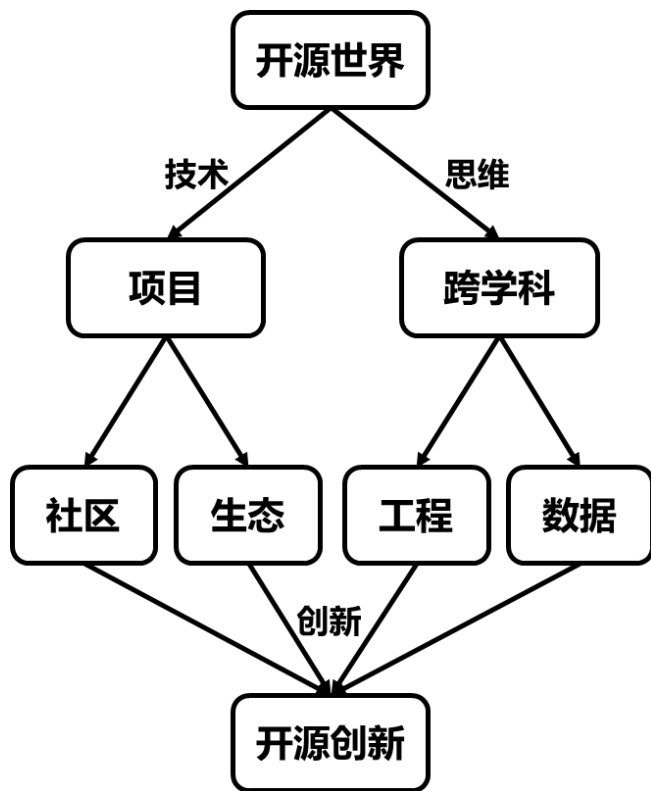 开源世界
技术
思维
项目
跨学科
社区
生态
工程
数据
创新
开源创新